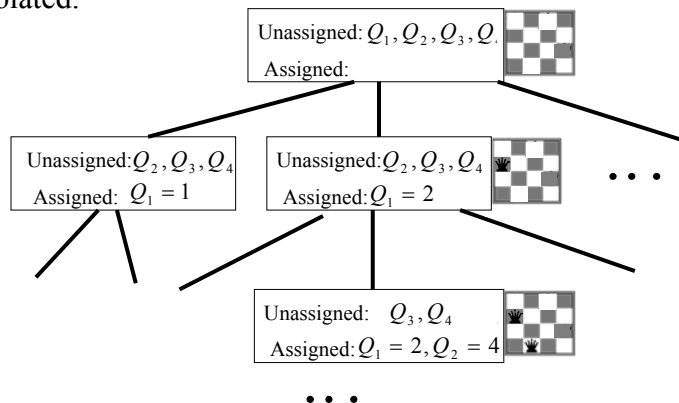 Unassigned: Q₁, Q₂, Q₃, Q
Assigned:
Unassigned: Q₂, Q₃, Q₄
Assigned: Q₁ = 1
Unassigned: Q₂, Q₃, Q₄
Assigned: Q₁ = 2
• • •
Unassigned: Q₃, Q₄
Assigned: Q₁ = 2, Q₂ = 4
• • •